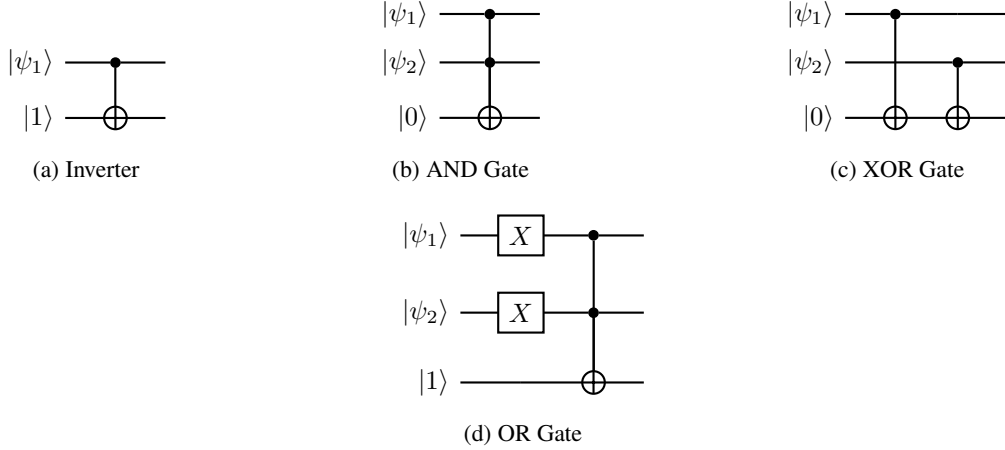 |ψ₁⟩
|1⟩
(a) Inverter
|ψ₁⟩
|ψ₂⟩
|0⟩
(b) AND Gate
|ψ₁⟩
|ψ₂⟩
|0⟩
(c) XOR Gate
|ψ₁⟩ X
|ψ₂⟩ X
|1⟩
(d) OR Gate